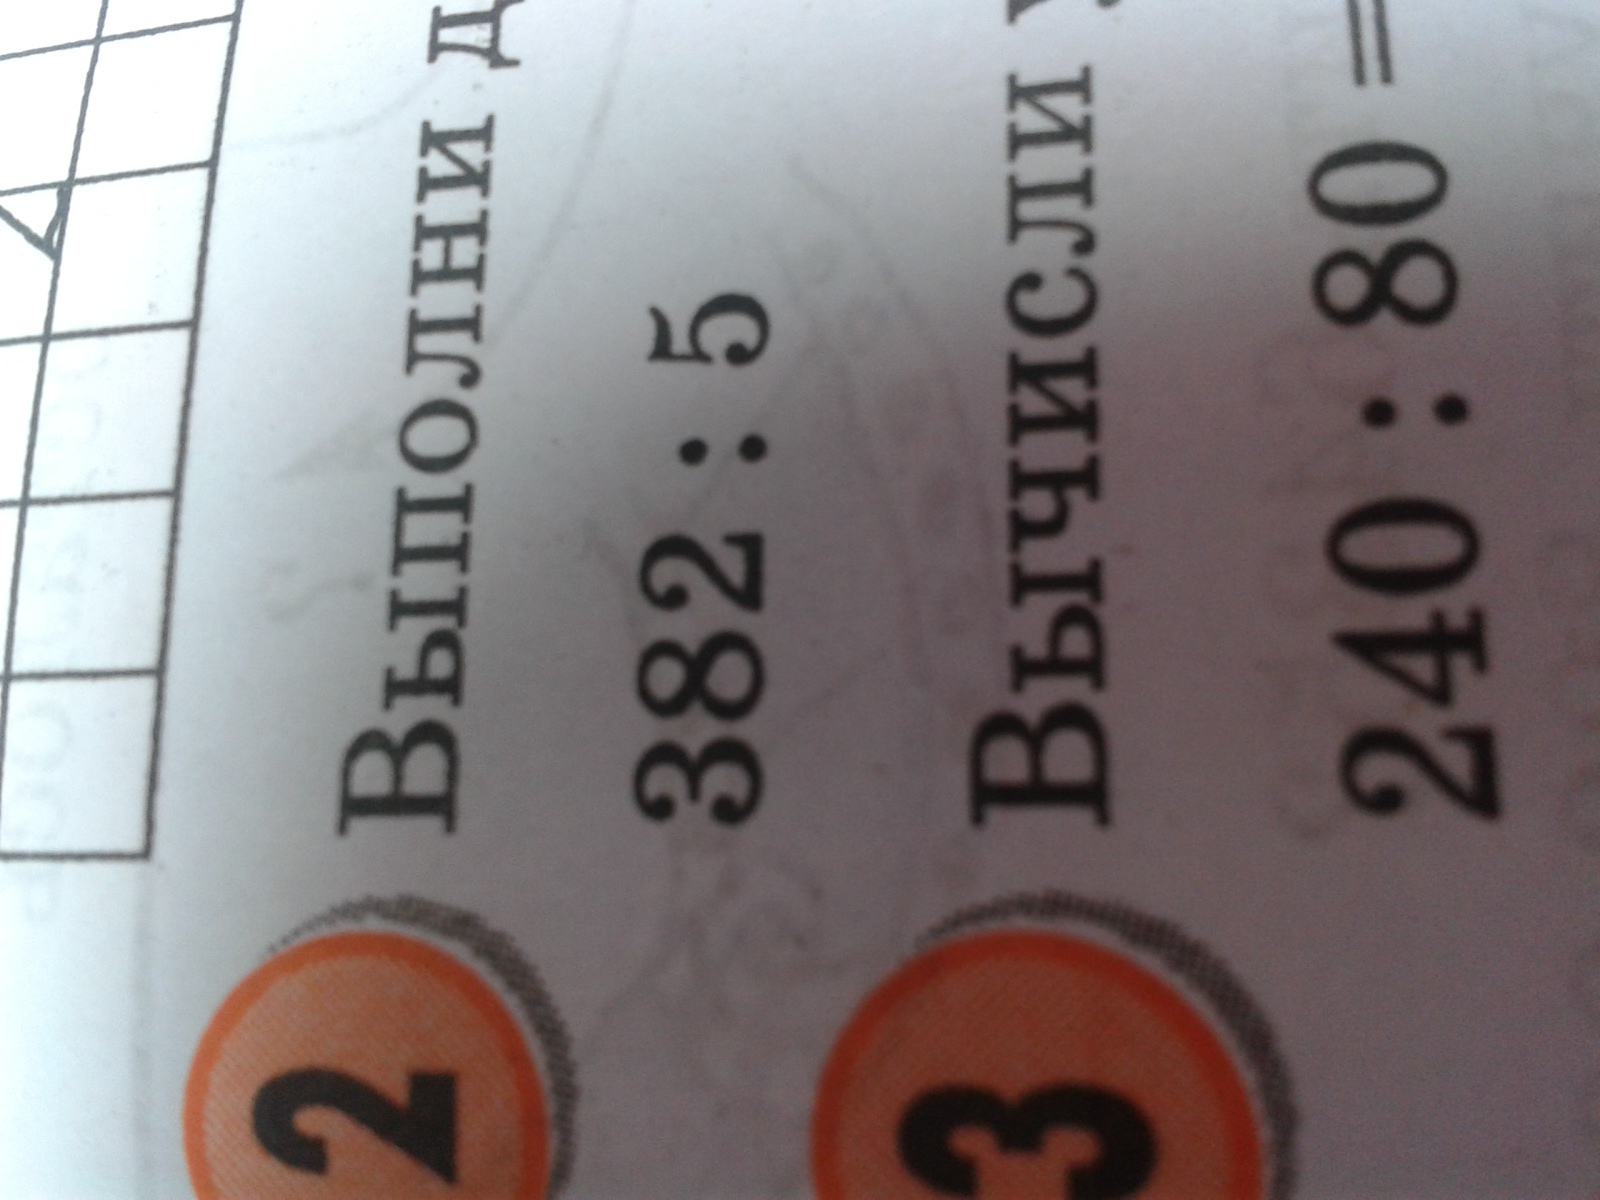 2 Выполни
382 : 5
3 Вычисли
240 : 80 =